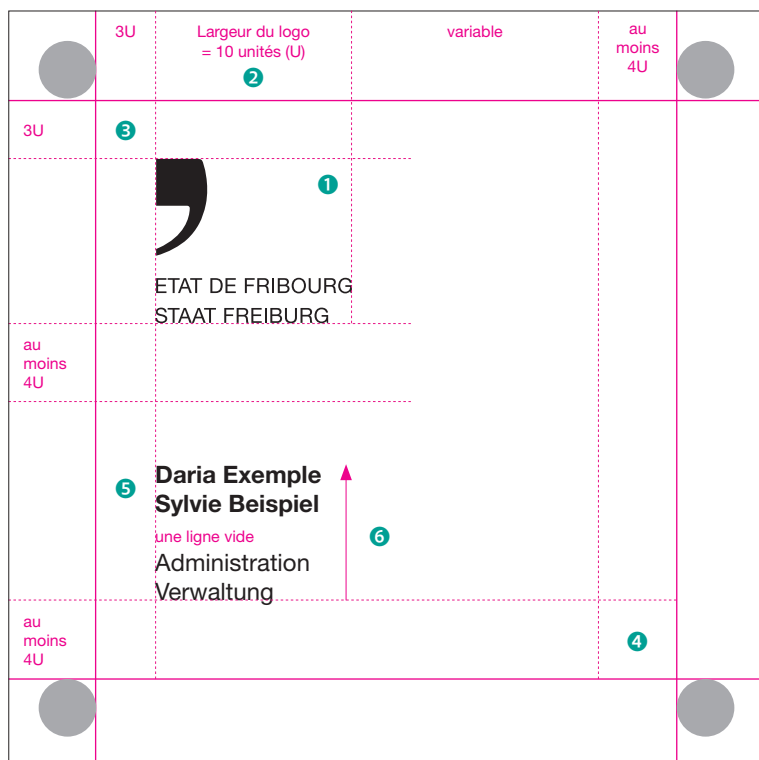 3U
Largeur du logo
= 10 unités (U)
2
variable
au
moins
4U
3U
3
1
ETAT DE FRIBOURG
STAAT FREIBURG
au
moins
4U
5
Daria Exemple
Sylvie Beispiel
une ligne vide
6
Administration
Verwaltung
au
moins
4U
4